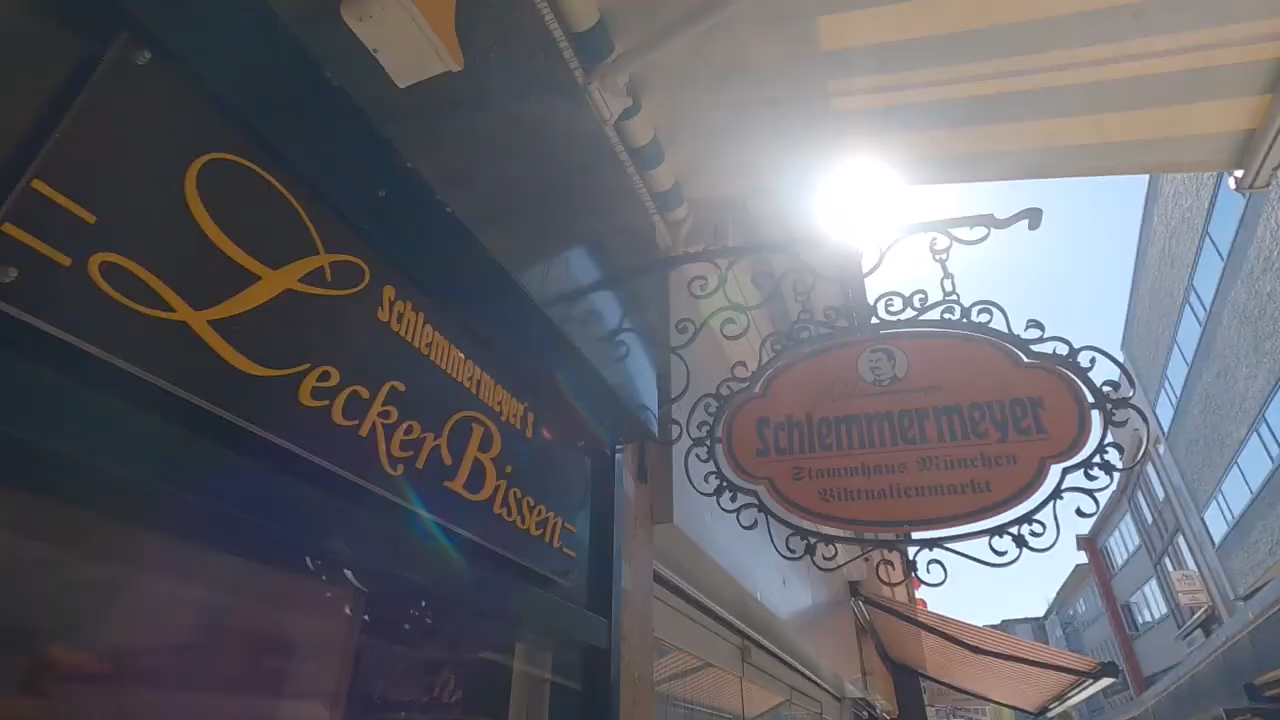 Schlemmermeyer's
LeckerBissen
Schlemmermeyer
Stammhaus München
Viktualienmarkt